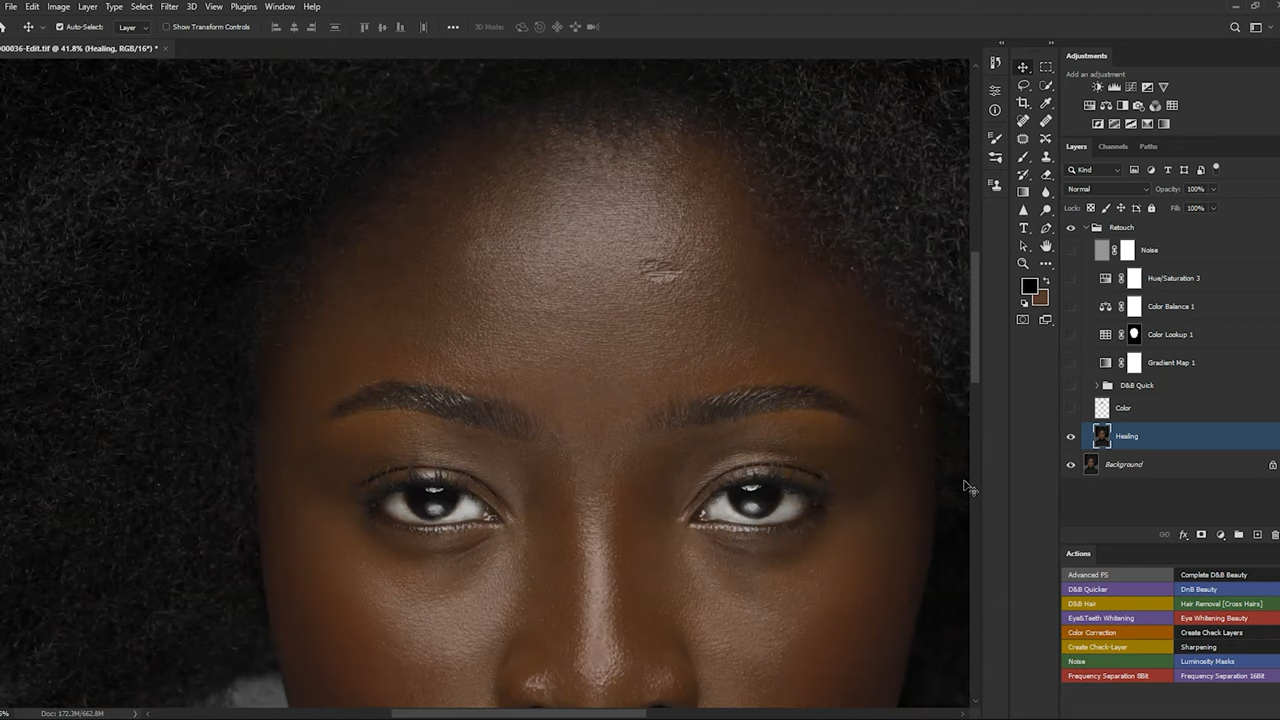 File Edit Image Layer Type Select Filter 3D View Plugins Window Help
Auto-Select: Layer Show Transform Controls 3D Mode:
00036-Edit.tif @ 41.8% (Healing, RGB/16*) *
Adjustments
Add an adjustment
Layers Channels Paths
Kind
Normal Opacity: 100%
Lock: Fill: 100%
Retouch
Noise
Hue/Saturation 3
Color Balance 1
Color Lookup 1
Gradient Map 1
D&B Quick
Color
Healing
Background
Actions
Advanced FS Complete D&B Beauty
D&B Quicker DnB Beauty
D&B Hair Hair Removal [Cross Hairs]
Eye&Teeth Whitening Eye Whitening Beauty
Color Correction Create Check Layers
Create Check-Layer Sharpening
Noise Luminosity Masks
Frequency Separation 8Bit Frequency Separation 16Bit
Doc: 172.3M/662.8M